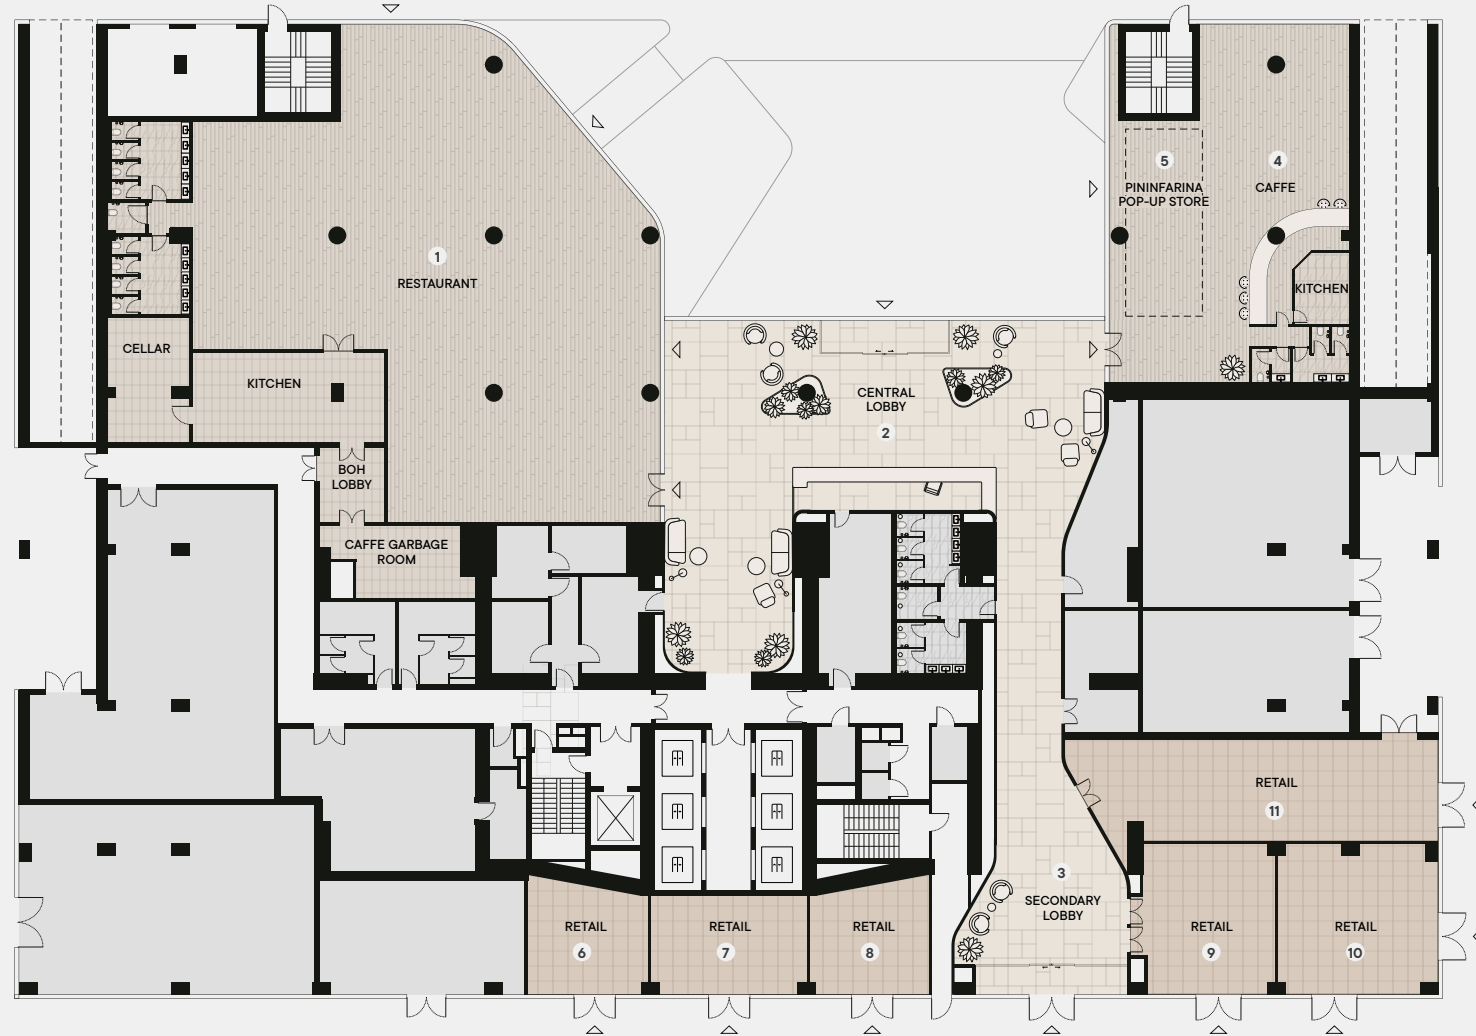 5
4
PININFARINA
POP-UP STORE
CAFFE
1
RESTAURANT
KITCHEN
CELLAR
KITCHEN
CENTRAL
LOBBY
2
BOH
LOBBY
CAFFE GARBAGE
ROOM
RETAIL
11
3
SECONDARY
LOBBY
RETAIL
6
RETAIL
7
RETAIL
8
RETAIL
9
RETAIL
10